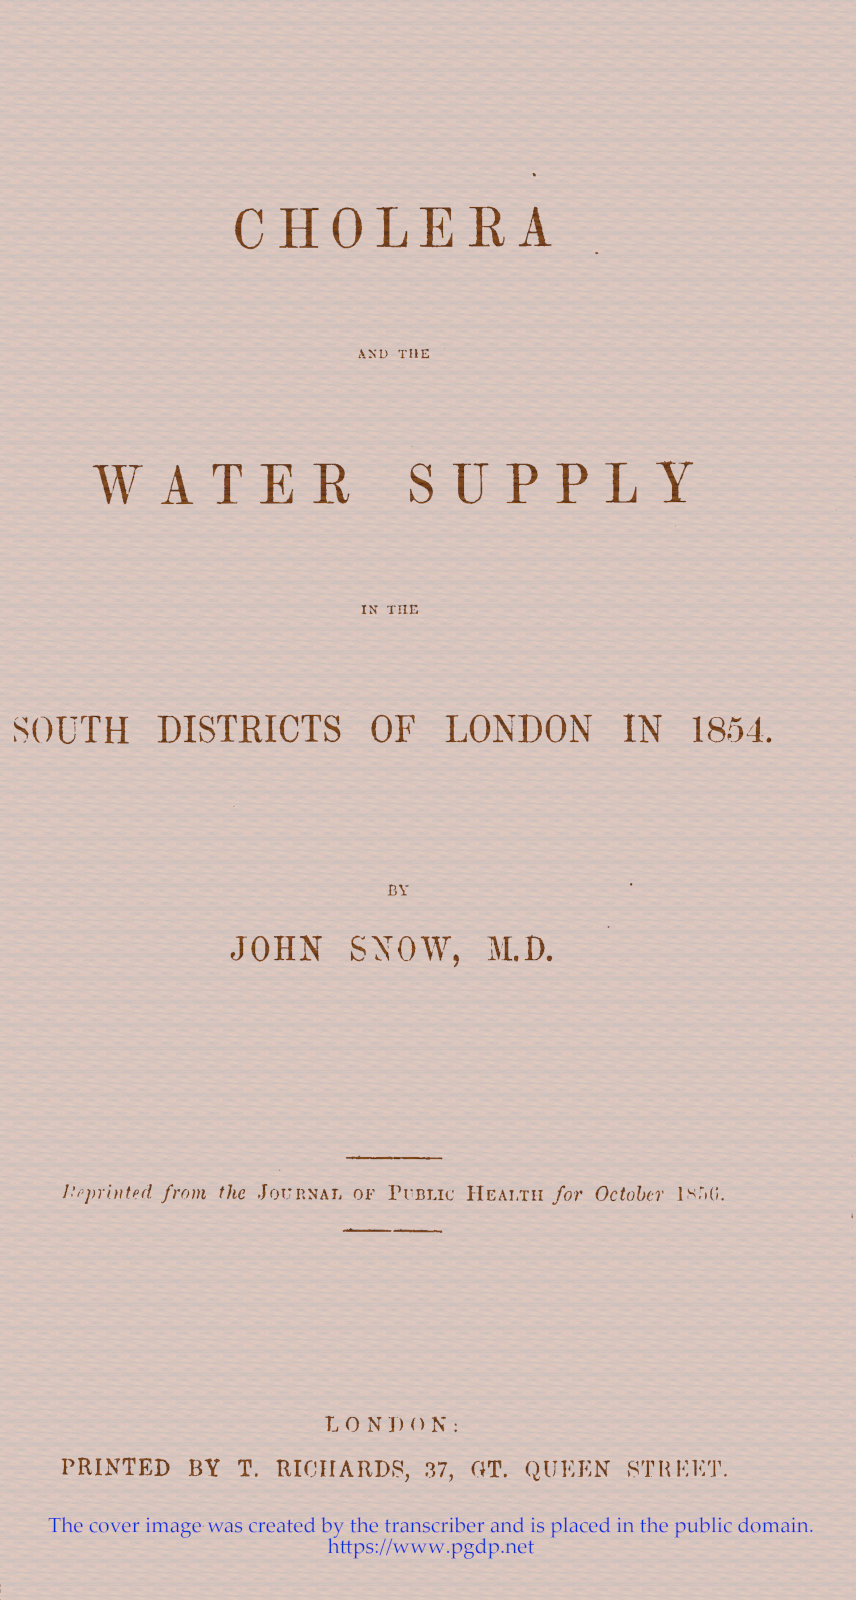 CHOLERA
AND THE
WATER SUPPLY
IN THE
SOUTH DISTRICTS OF LONDON IN 1854.
BY
JOHN SNOW, M.D.
Reprinted from the JOURNAL OF PUBLIC HEALTH for October 1856.
LONDON:
PRINTED BY T. RICHARDS, 37, GT. QUEEN STREET.
The cover image was created by the transcriber and is placed in the public domain.
https://www.pgdp.net